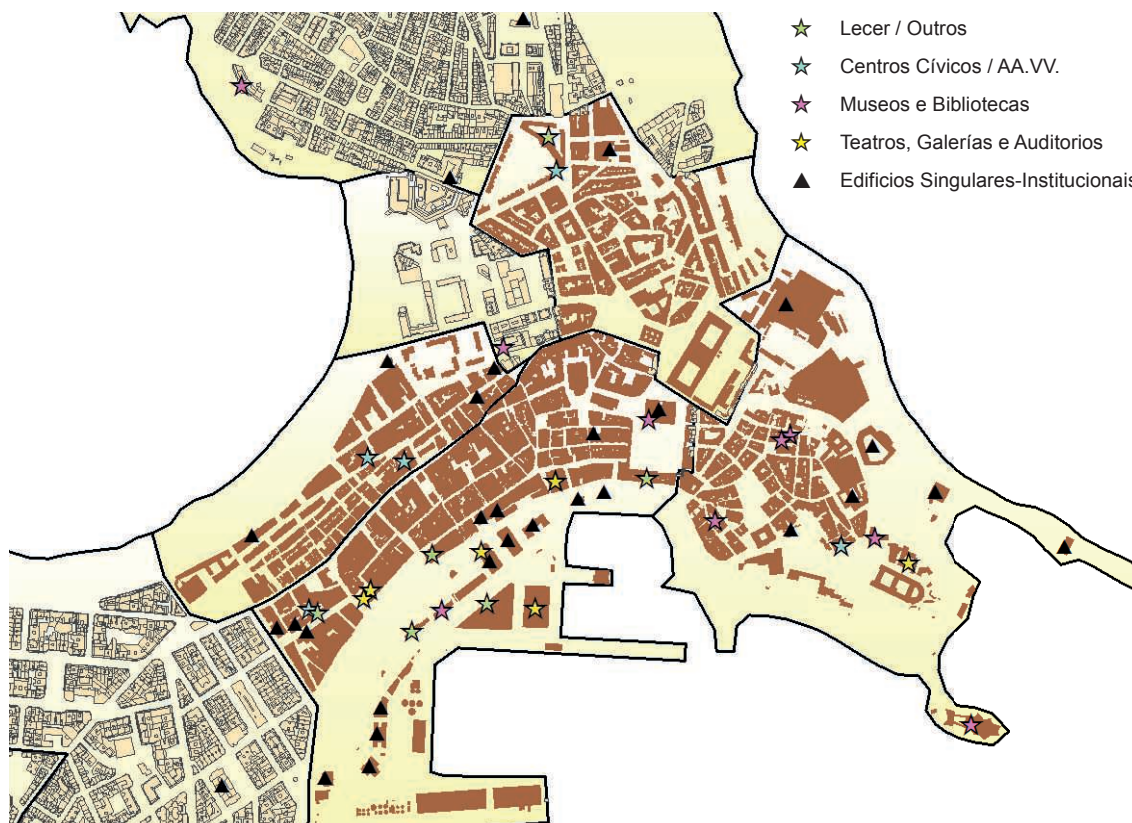 Lecer / Outros
Centros Cívicos / AA.VV.
Museos e Bibliotecas
Teatros, Galerías e Auditorios
Edificios Singulares-Institucionais